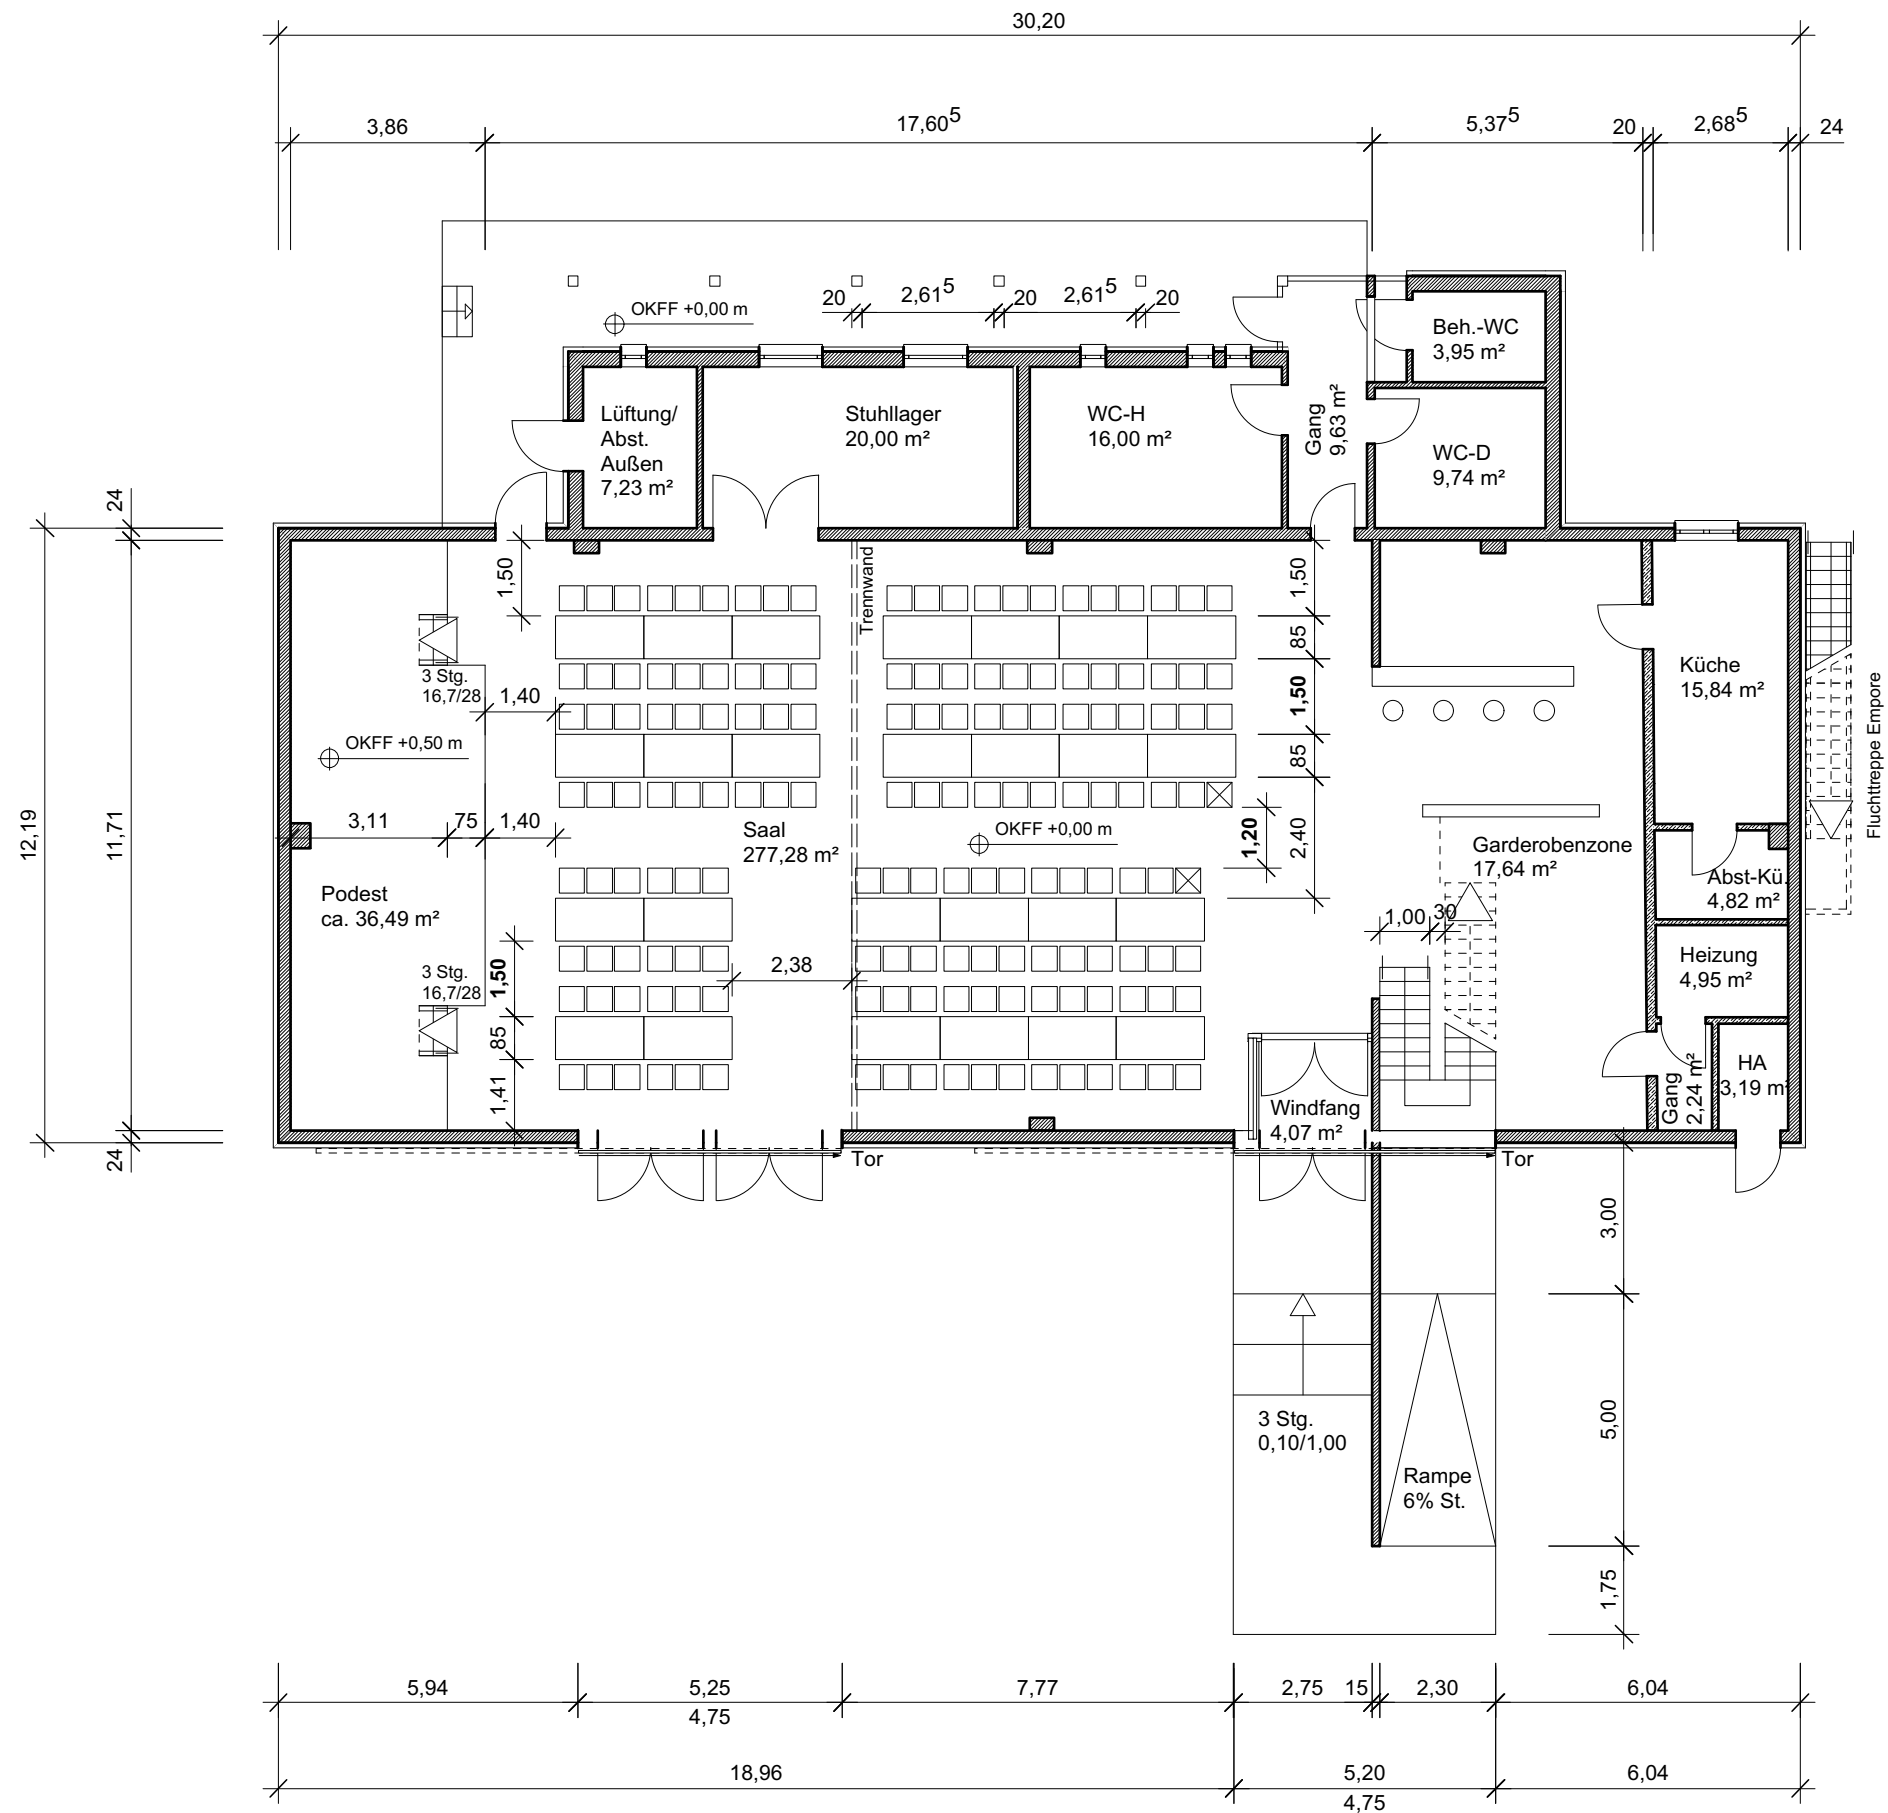 30,20
3,86
17,60⁵
5,37⁵
20
2,68⁵
24
OKFF +0,00 m
20
2,61⁵
20
2,61⁵
20
Beh.-WC
3,95 m²
Lüftung/
Abst.
Außen
7,23 m²
Stuhllager
20,00 m²
WC-H
16,00 m²
Gang
9,63 m²
WC-D
9,74 m²
24
12,19
11,71
24
1,50
Trennwand
1,50
85
1,50
85
2,40
1,20
3 Stg.
16,7/28
1,40
OKFF +0,50 m
3,11
75
1,40
Saal
277,28 m²
OKFF +0,00 m
Podest
ca. 36,49 m²
3 Stg.
16,7/28
1,50
85
1,41
2,38
Küche
15,84 m²
Fluchttreppe Empore
Garderobenzone
17,64 m²
Abst-Kü.
4,82 m²
1,00
30
Heizung
4,95 m²
Gang
2,24 m²
HA
3,19 m²
Windfang
4,07 m²
Tor
Tor
3,00
5,00
1,75
3 Stg.
0,10/1,00
Rampe
6% St.
5,94
5,25
4,75
7,77
2,75
15
2,30
6,04
18,96
5,20
4,75
6,04